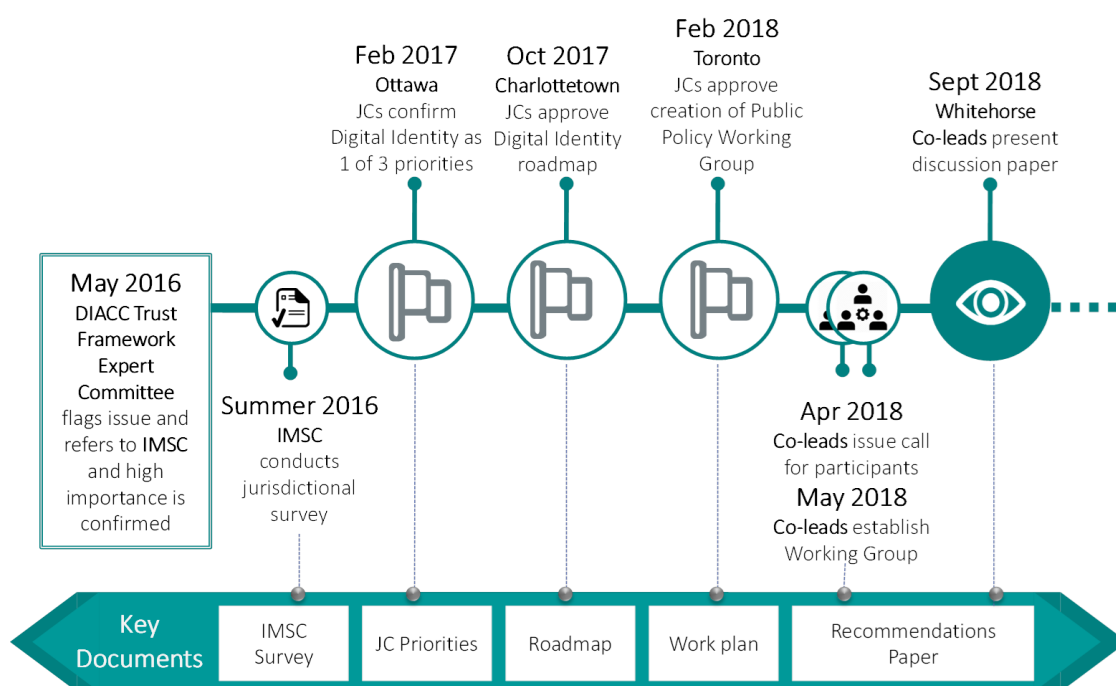 May 2016
DIACC Trust
Framework
Expert
Committee
flags issue and
refers to IMSC
and high
importance is
confirmed
Summer 2016
IMSC
conducts
jurisdictional
survey
Feb 2017
Ottawa
JCs confirm
Digital Identity as
1 of 3 priorities
Oct 2017
Charlottetown
JCs approve
Digital Identity
roadmap
Feb 2018
Toronto
JCs approve
creation of Public
Policy Working
Group
Apr 2018
Co-leads issue call
for participants
May 2018
Co-leads establish
Working Group
Sept 2018
Whitehorse
Co-leads present
discussion paper
Key
Documents
IMSC
Survey
JC Priorities
Roadmap
Work plan
Recommendations
Paper